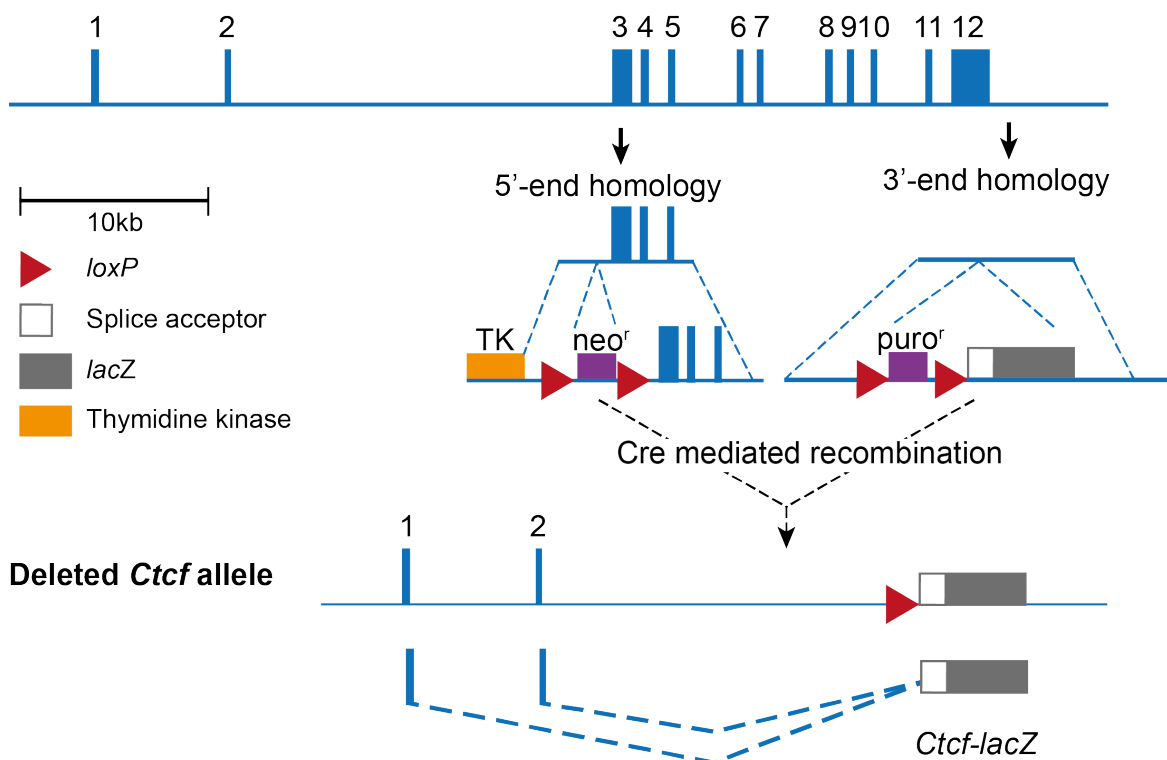 1 2 3 4 5 6 7 8 9 10 11 12
5’-end homology
3’-end homology
10kb
loxP
Splice acceptor
lacZ
Thymidine kinase
TK
neoʳ
puroʳ
Cre mediated recombination
1 2
Deleted Ctcf allele
Ctcf-lacZ